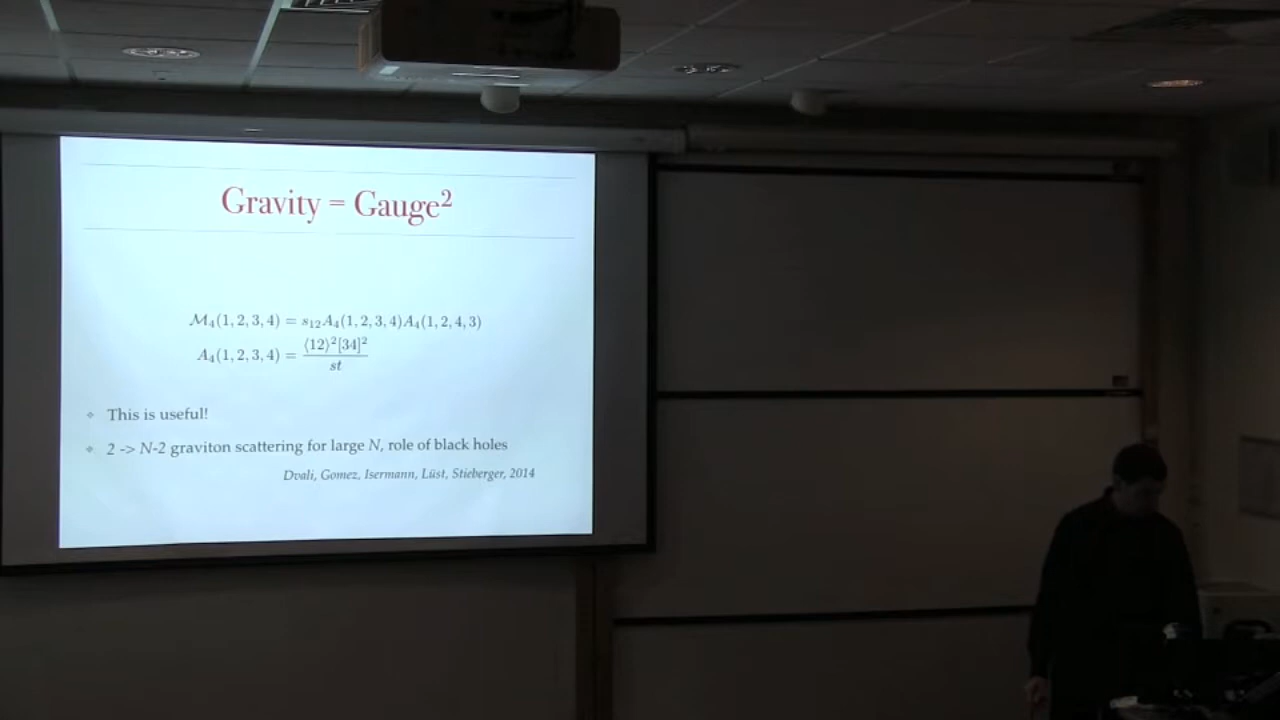 Gravity = Gauge²
M₄(1, 2, 3, 4) = s₁₂A₄(1, 2, 3, 4)A₄(1, 2, 4, 3)
A₄(1, 2, 3, 4) = ⟨12⟩²[34]² / st
❖ This is useful!
❖ 2 -> N-2 graviton scattering for large N, role of black holes
Dvali, Gomez, Isermann, Lüst, Stieberger, 2014